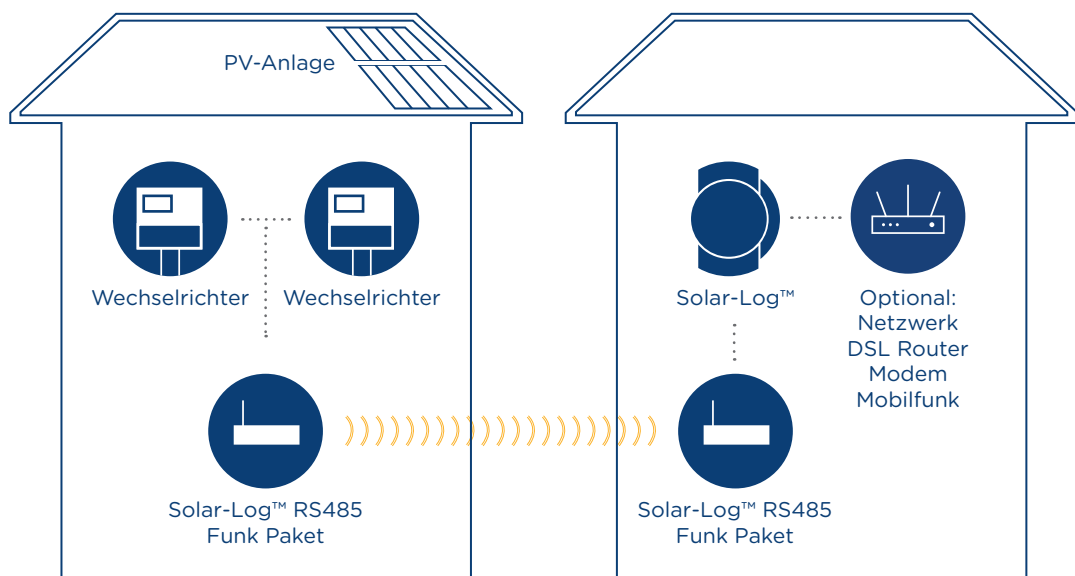 PV-Anlage
Wechselrichter
Wechselrichter
Solar-Log™ RS485
Funk Paket
Solar-Log™
Optional:
Netzwerk
DSL Router
Modem
Mobilfunk
Solar-Log™ RS485
Funk Paket